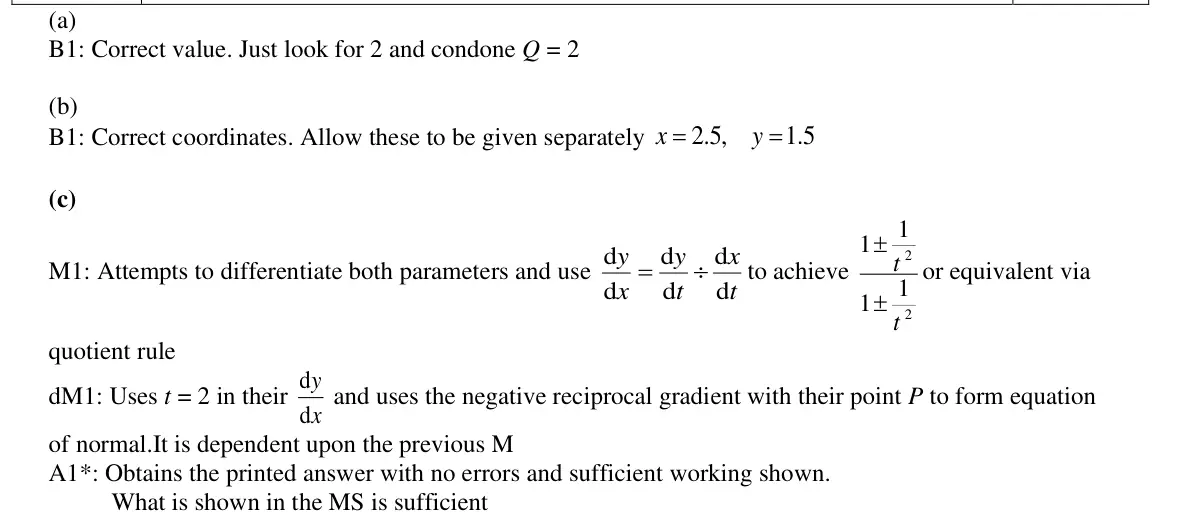 (a)
B1: Correct value. Just look for 2 and condone Q = 2
(b)
B1: Correct coordinates. Allow these to be given separately x = 2.5, y = 1.5
(c)
M1: Attempts to differentiate both parameters and use dy/dx = dy/dt ÷ dx/dt to achieve (1 ± 1/t²)/(1 ± 1/t²) or equivalent via
quotient rule
dM1: Uses t = 2 in their dy/dx and uses the negative reciprocal gradient with their point P to form equation
of normal.It is dependent upon the previous M
A1*: Obtains the printed answer with no errors and sufficient working shown.
What is shown in the MS is sufficient